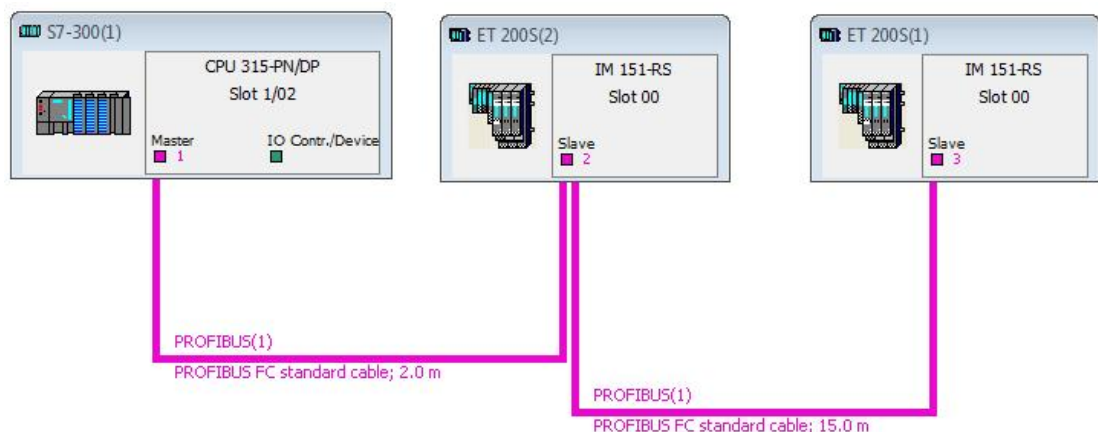 S7-300(1)
CPU 315-PN/DP
Slot 1/02
Master
IO Contr./Device
1
ET 200S(2)
IM 151-RS
Slot 00
Slave
2
ET 200S(1)
IM 151-RS
Slot 00
Slave
3
PROFIBUS(1)
PROFIBUS FC standard cable; 2.0 m
PROFIBUS(1)
PROFIBUS FC standard cable; 15.0 m